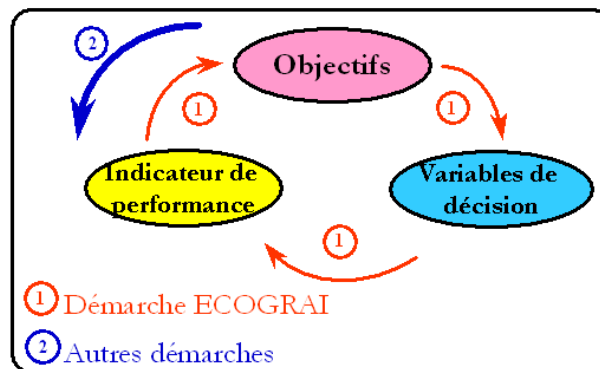 2
Objectifs
1
1
Indicateur de
performance
Variables de
décision
1
1 Démarche ECOGRAI
2 Autres démarches